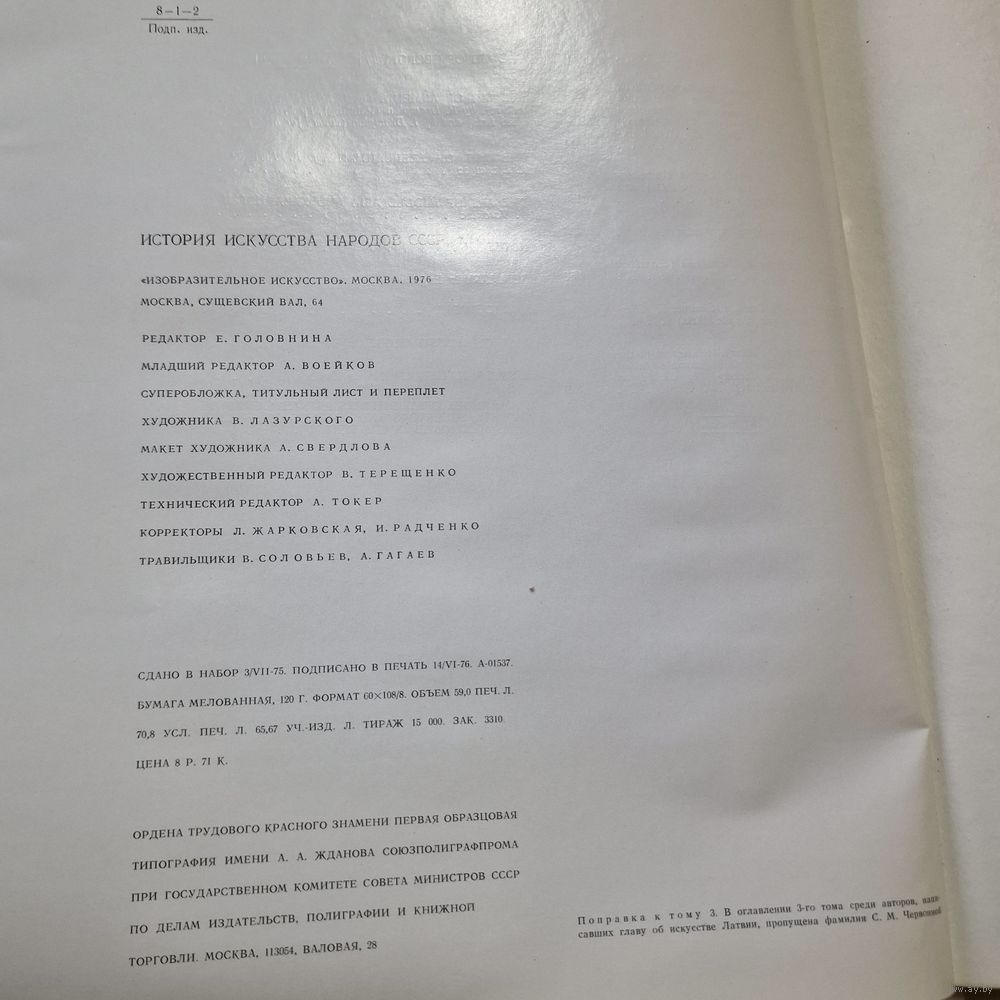 8—1—2
Подп. изд.
ИСТОРИЯ ИСКУССТВА НАРОДОВ СССР
«ИЗОБРАЗИТЕЛЬНОЕ ИСКУССТВО». МОСКВА. 1976
МОСКВА, СУЩЕВСКИЙ ВАЛ, 64
РЕДАКТОР Е. ГОЛОВНИНА
МЛАДШИЙ РЕДАКТОР А. ВОЕЙКОВ
СУПЕРОБЛОЖКА, ТИТУЛЬНЫЙ ЛИСТ И ПЕРЕПЛЕТ
ХУДОЖНИКА В. ЛАЗУРСКОГО
МАКЕТ ХУДОЖНИКА А. СВЕРДЛОВА
ХУДОЖЕСТВЕННЫЙ РЕДАКТОР В. ТЕРЕЩЕНКО
ТЕХНИЧЕСКИЙ РЕДАКТОР А. ТОКЕР
КОРРЕКТОРЫ Л. ЖАРКОВСКАЯ, И. РАДЧЕНКО
ТРАВИЛЬЩИКИ В. СОЛОВЬЕВ, А. ГАГАЕВ
СДАНО В НАБОР 3/VII-75. ПОДПИСАНО В ПЕЧАТЬ 14/VI-76. А-01537.
БУМАГА МЕЛОВАННАЯ, 120 Г. ФОРМАТ 60×108/8. ОБЪЕМ 59,0 ПЕЧ. Л.
70,8 УСЛ. ПЕЧ. Л. 65,67 УЧ.-ИЗД. Л. ТИРАЖ 15 000. ЗАК. 3310.
ЦЕНА 8 Р. 71 К.
ОРДЕНА ТРУДОВОГО КРАСНОГО ЗНАМЕНИ ПЕРВАЯ ОБРАЗЦОВАЯ
ТИПОГРАФИЯ ИМЕНИ А. А. ЖДАНОВА СОЮЗПОЛИГРАФПРОМА
ПРИ ГОСУДАРСТВЕННОМ КОМИТЕТЕ СОВЕТА МИНИСТРОВ СССР
ПО ДЕЛАМ ИЗДАТЕЛЬСТВ, ПОЛИГРАФИИ И КНИЖНОЙ
ТОРГОВЛИ. МОСКВА, 113054, ВАЛОВАЯ, 28
Поправка к тому 3. В оглавлении 3-го тома среди авторов, напи-
савших главу об искусстве Латвии, пропущена фамилия С. М. Червонной
www.ay.by